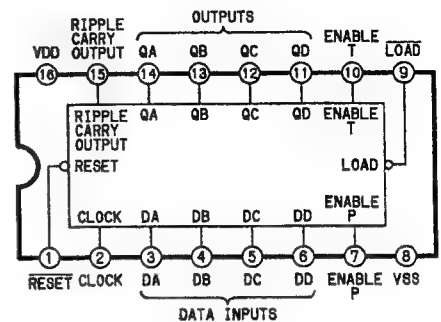 OUTPUTS
RIPPLE
VDD CARRY OUTPUT QA QB QC QD ENABLE T LOAD
16 15 14 13 12 11 10 9
RIPPLE CARRY OUTPUT QA QB QC QD ENABLE T
RESET LOAD
CLOCK DA DB DC DD ENABLE P
1 2 3 4 5 6 7 8
RESET CLOCK DA DB DC DD ENABLE P VSS
DATA INPUTS